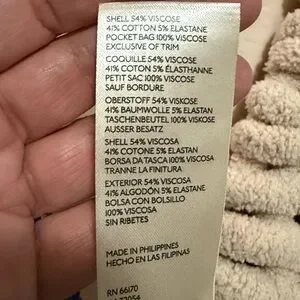 SHELL 54% VISCOSE
41% COTTON 5% ELASTANE
POCKET BAG 100% VISCOSE
EXCLUSIVE OF TRIM
COQUILLE 54% VISCOSE
41% COTON 5% ÉLASTHANNE
PETIT SAC 100% VISCOSE
SAUF BORDURE
OBERSTOFF 54% VISKOSE
41% BAUMWOLLE 5% ELASTAN
TASCHENBEUTEL 100% VISKOSE
AUSSER BESATZ
SHELL 54% VISCOSA
41% COTONE 5% ELASTAN
BORSA DA TASCA 100% VISCOSA
TRANNE LA FINITURA
EXTERIOR 54% VISCOSA
41% ALGODÓN 5% ELASTANE
BOLSA CON BOLSILLO
100% VISCOSA
SIN RIBETES
MADE IN PHILIPPINES
HECHO EN LAS FILIPINAS
RN 66170